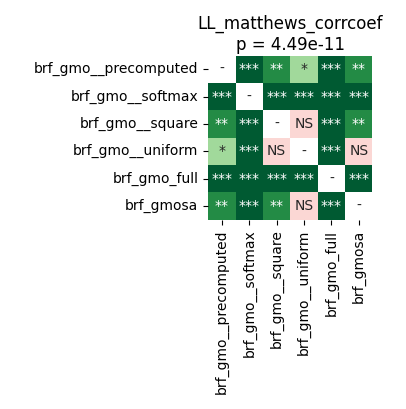 LL_matthews_corrcoef
p = 4.49e-11
brf_gmo__precomputed - *** ** * *** **
brf_gmo__softmax *** - *** *** *** ***
brf_gmo__square ** *** - NS *** **
brf_gmo__uniform * *** NS - *** NS
brf_gmo_full *** *** *** *** - ***
brf_gmosa ** *** ** NS *** -
brf_gmo__precomputed
brf_gmo__softmax
brf_gmo__square
brf_gmo__uniform
brf_gmo_full
brf_gmosa